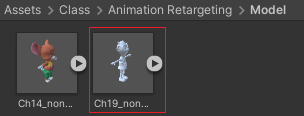 Assets > Class > Animation Retargeting > Model
Ch14_non... Ch19_non...